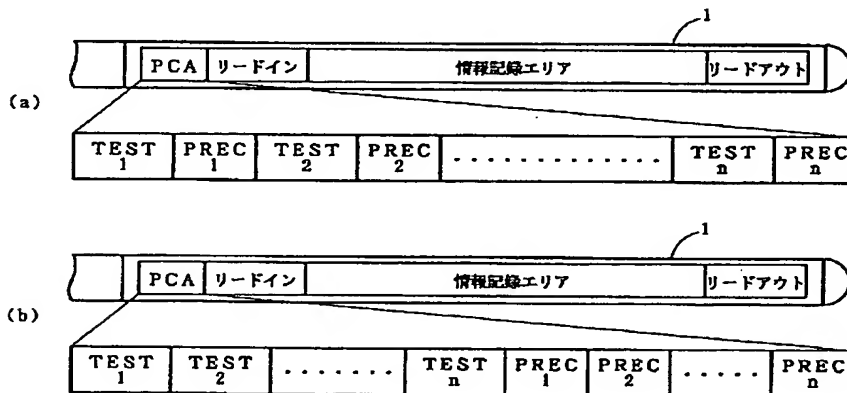 1
PCA リードイン 情報記録エリア リードアウト
(a)
TEST 1 PREC 1 TEST 2 PREC 2 ・・・・・・・・・・・・・・ TEST n PREC n
1
PCA リードイン 情報記録エリア リードアウト
(b)
TEST 1 TEST 2 ・・・・・・・ TEST n PREC 1 PREC 2 ・・・・・ PREC n